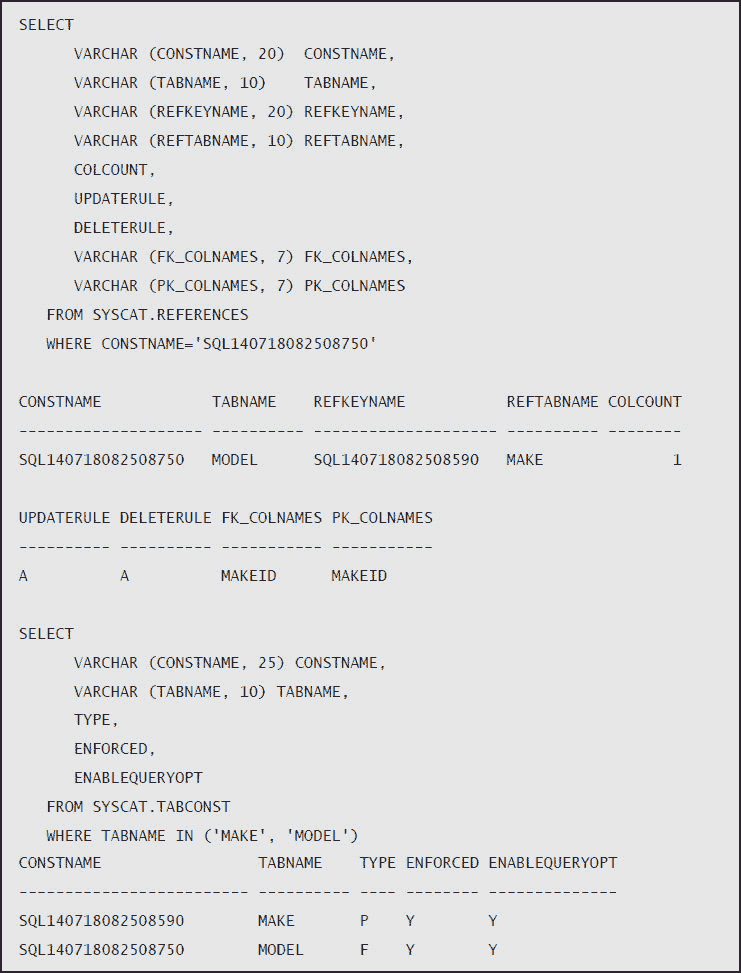 SELECT
      VARCHAR (CONSTNAME, 20)  CONSTNAME,
      VARCHAR (TABNAME, 10)    TABNAME,
      VARCHAR (REFKEYNAME, 20) REFKEYNAME,
      VARCHAR (REFTABNAME, 10) REFTABNAME,
      COLCOUNT,
      UPDATERULE,
      DELETERULE,
      VARCHAR (FK_COLNAMES, 7) FK_COLNAMES,
      VARCHAR (PK_COLNAMES, 7) PK_COLNAMES
   FROM SYSCAT.REFERENCES
   WHERE CONSTNAME='SQL140718082508750'

CONSTNAME            TABNAME    REFKEYNAME           REFTABNAME COLCOUNT
-------------------- ---------- -------------------- ---------- --------
SQL140718082508750   MODEL      SQL140718082508590   MAKE              1

UPDATERULE DELETERULE FK_COLNAMES PK_COLNAMES
---------- ---------- ----------- -----------
A          A          MAKEID      MAKEID

SELECT
      VARCHAR (CONSTNAME, 25) CONSTNAME,
      VARCHAR (TABNAME, 10) TABNAME,
      TYPE,
      ENFORCED,
      ENABLEQUERYOPT
   FROM SYSCAT.TABCONST
   WHERE TABNAME IN ('MAKE', 'MODEL')
CONSTNAME                 TABNAME    TYPE ENFORCED ENABLEQUERYOPT
------------------------- ---------- ---- -------- --------------
SQL140718082508590        MAKE       P    Y        Y
SQL140718082508750        MODEL      F    Y        Y